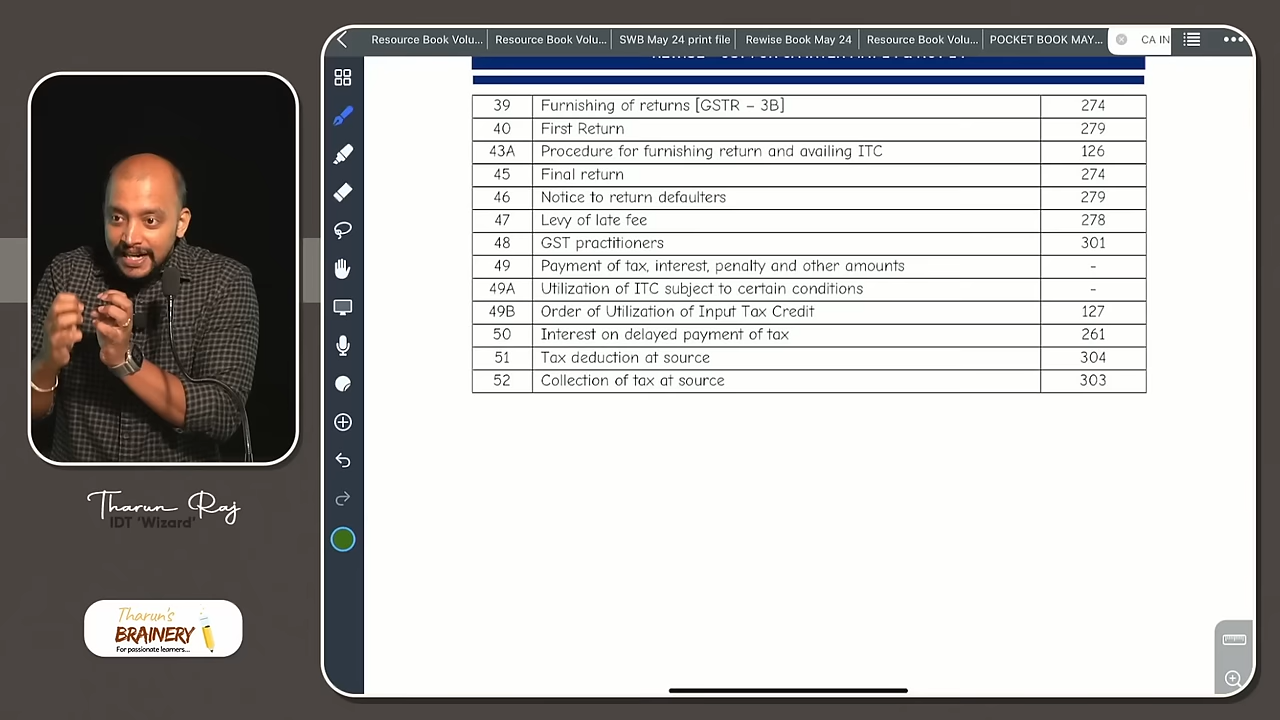 Resource Book Volu...
Resource Book Volu...
SWB May 24 print file
Rewise Book May 24
Resource Book Volu...
POCKET BOOK MAY...
CA IN
39 Furnishing of returns [GSTR – 3B] 274
40 First Return 279
43A Procedure for furnishing return and availing ITC 126
45 Final return 274
46 Notice to return defaulters 279
47 Levy of late fee 278
48 GST practitioners 301
49 Payment of tax, interest, penalty and other amounts -
49A Utilization of ITC subject to certain conditions -
49B Order of Utilization of Input Tax Credit 127
50 Interest on delayed payment of tax 261
51 Tax deduction at source 304
52 Collection of tax at source 303
Tharun Raj
IDT 'Wizard'
Tharun's
BRAINERY
For passionate learners...